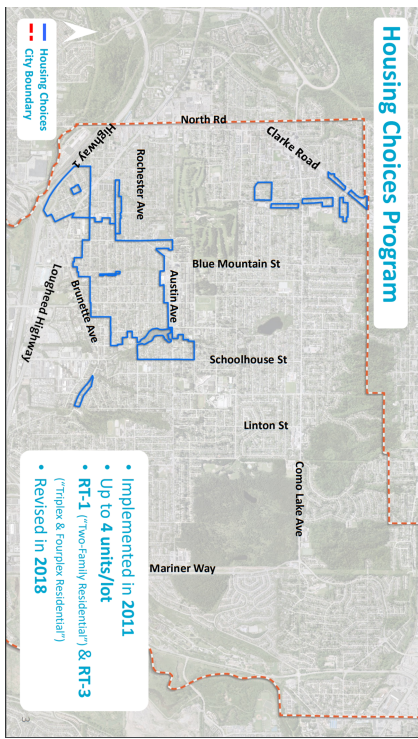 Housing Choices Program
Housing Choices
City Boundary
North Rd
Clarke Road
Highway 1
Rochester Ave
Blue Mountain St
Austin Ave
Brunette Ave
Lougheed Highway
Schoolhouse St
Linton St
Como Lake Ave
Mariner Way
• Implemented in 2011
• Up to 4 units/lot
• RT-1 ("Two-Family Residential") & RT-3
("Triplex & Fourplex Residential")
• Revised in 2018
3